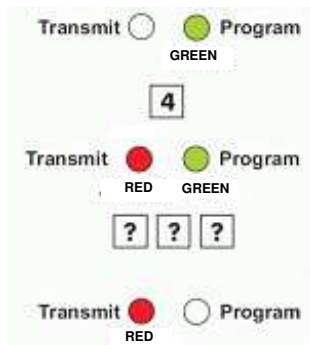 Transmit Program
GREEN
4
Transmit Program
RED GREEN
? ? ?
Transmit Program
RED